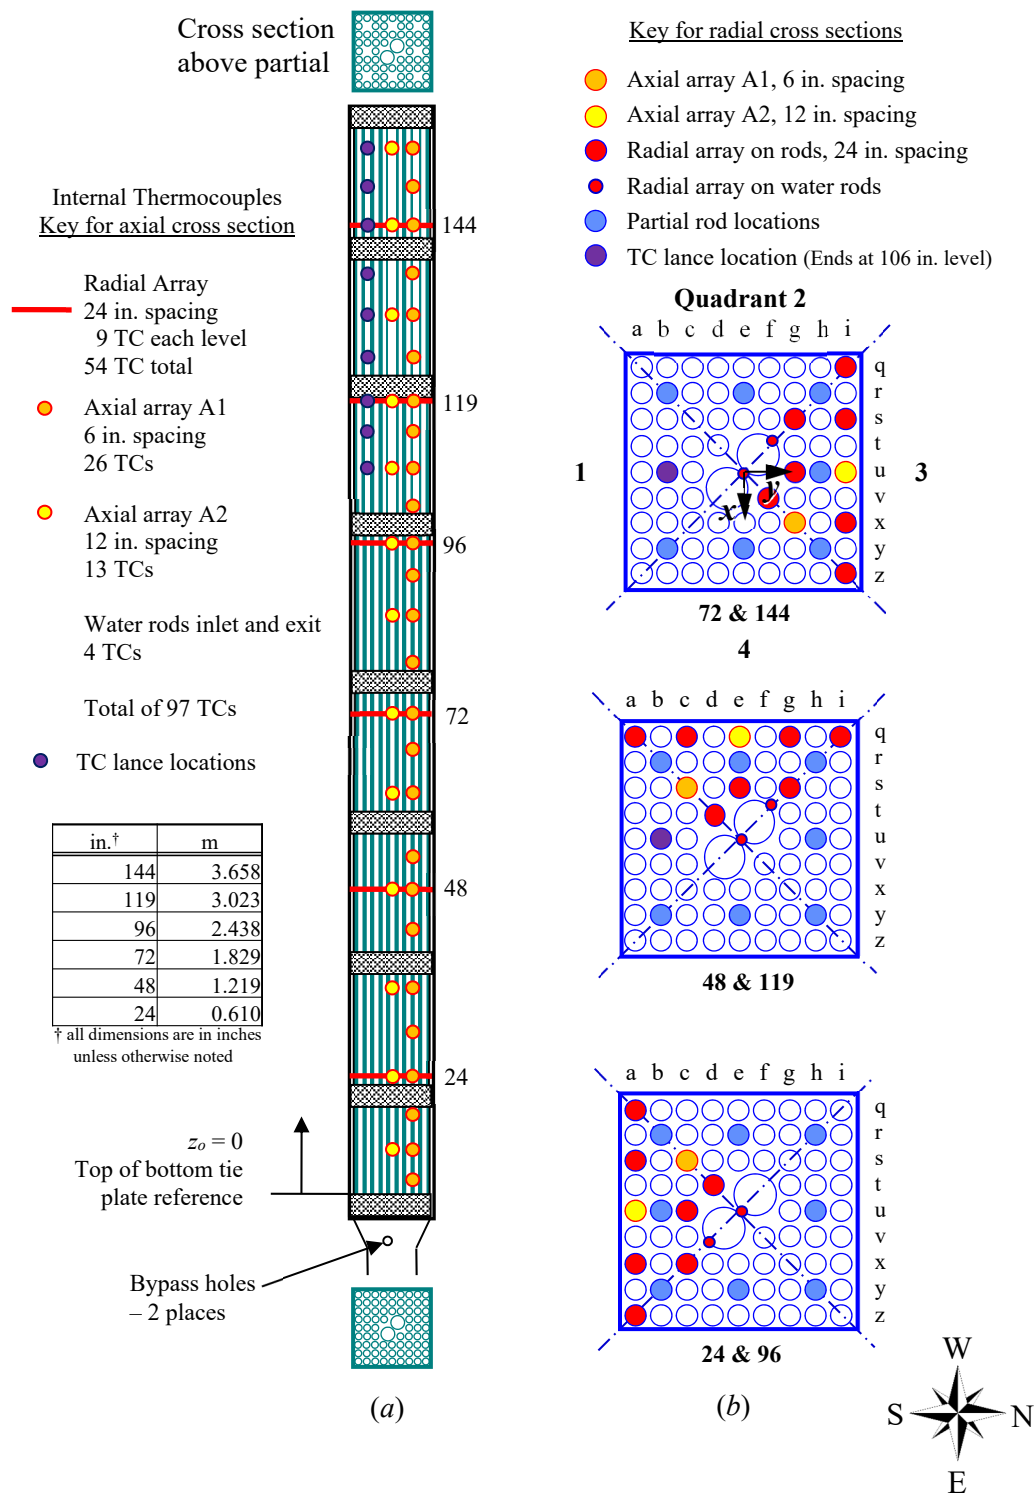 Cross section
above partial
Internal Thermocouples
Key for axial cross section
Radial Array
24 in. spacing
9 TC each level
54 TC total
Axial array A1
6 in. spacing
26 TCs
Axial array A2
12 in. spacing
13 TCs
Water rods inlet and exit
4 TCs
Total of 97 TCs
TC lance locations
in.† m
144 3.658
119 3.023
96 2.438
72 1.829
48 1.219
24 0.610
† all dimensions are in inches
unless otherwise noted
zo = 0
Top of bottom tie
plate reference
Bypass holes
– 2 places
144
119
96
72
48
24
(a)
Key for radial cross sections
Axial array A1, 6 in. spacing
Axial array A2, 12 in. spacing
Radial array on rods, 24 in. spacing
Radial array on water rods
Partial rod locations
TC lance location (Ends at 106 in. level)
Quadrant 2
a b c d e f g h i
q
r
s
t
u
v
x
y
z
1
3
y
x
72 & 144
4
a b c d e f g h i
q
r
s
t
u
v
x
y
z
48 & 119
a b c d e f g h i
q
r
s
t
u
v
x
y
z
24 & 96
(b)
W
S N
E